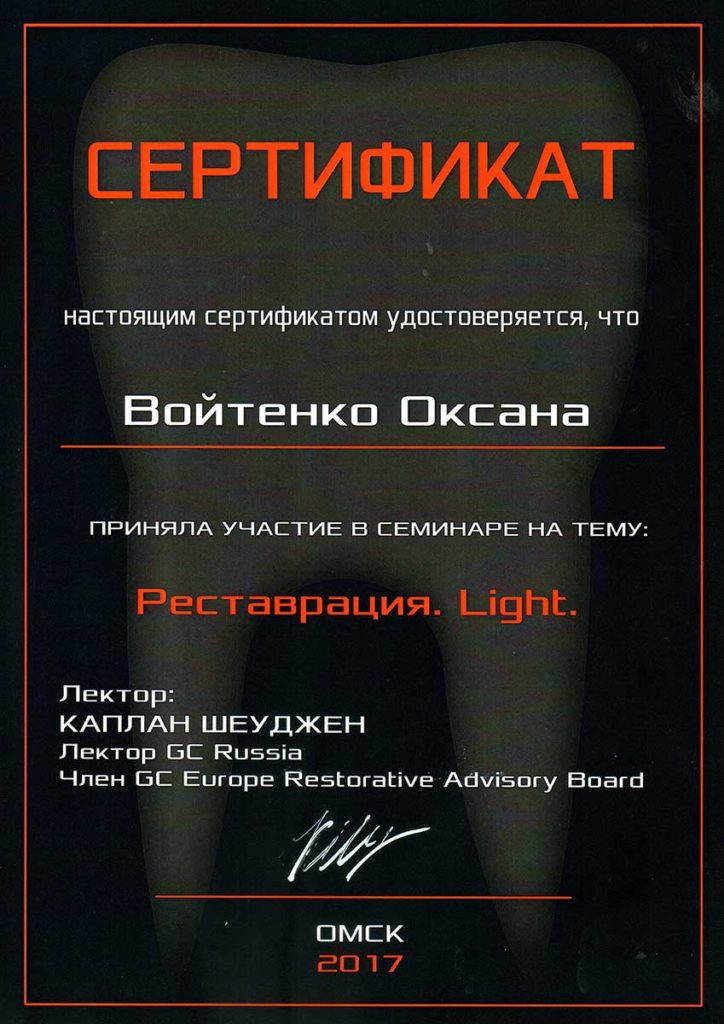 СЕРТИФИКАТ
настоящим сертификатом удостоверяется, что
Войтенко Оксана
ПРИНЯЛА УЧАСТИЕ В СЕМИНАРЕ НА ТЕМУ:
Реставрация. Light.
Лектор:
КАПЛАН ШЕУДЖЕН
Лектор GC Russia
Член GC Europe Restorative Advisory Board
ОМСК
2017